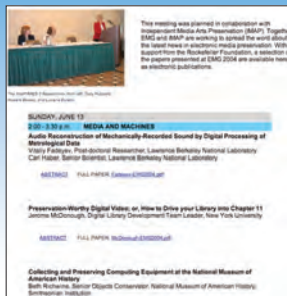 This meeting was planned in collaboration with
Independent Media Arts Preservation (IMAP). Togethe
EMG and IMAP are working to spread the word about
the latest news in electronic media preservation. With
support from the Rockefeller Foundation, a selection
the papers presented at EMG 2004 are available here
as electronic publications.
SUNDAY, JUNE 13
2:00 - 3:30 p.m. MEDIA AND MACHINES
Audio Reconstruction of Mechanically-Recorded Sound by Digital Processing of
Metrological Data
Vitaliy Fadeyev, Post-doctoral Researcher, Lawrence Berkeley National Laboratory
Carl Haber, Senior Scientist, Lawrence Berkeley National Laboratory
ABSTRACT FULL PAPER: Fadeyev-EMG2004.pdf
Preservation-Worthy Digital Video; or, How to Drive your Library into Chapter 11
Jerome McDonough, Digital Library Development Team Leader, New York University
ABSTRACT FULL PAPER: McDonough-EMG2004.pdf
Collecting and Preserving Computing Equipment at the National Museum of
American History
Beth Richwine, Senior Objects Conservator, National Museum of American History,
Smithsonian Institution